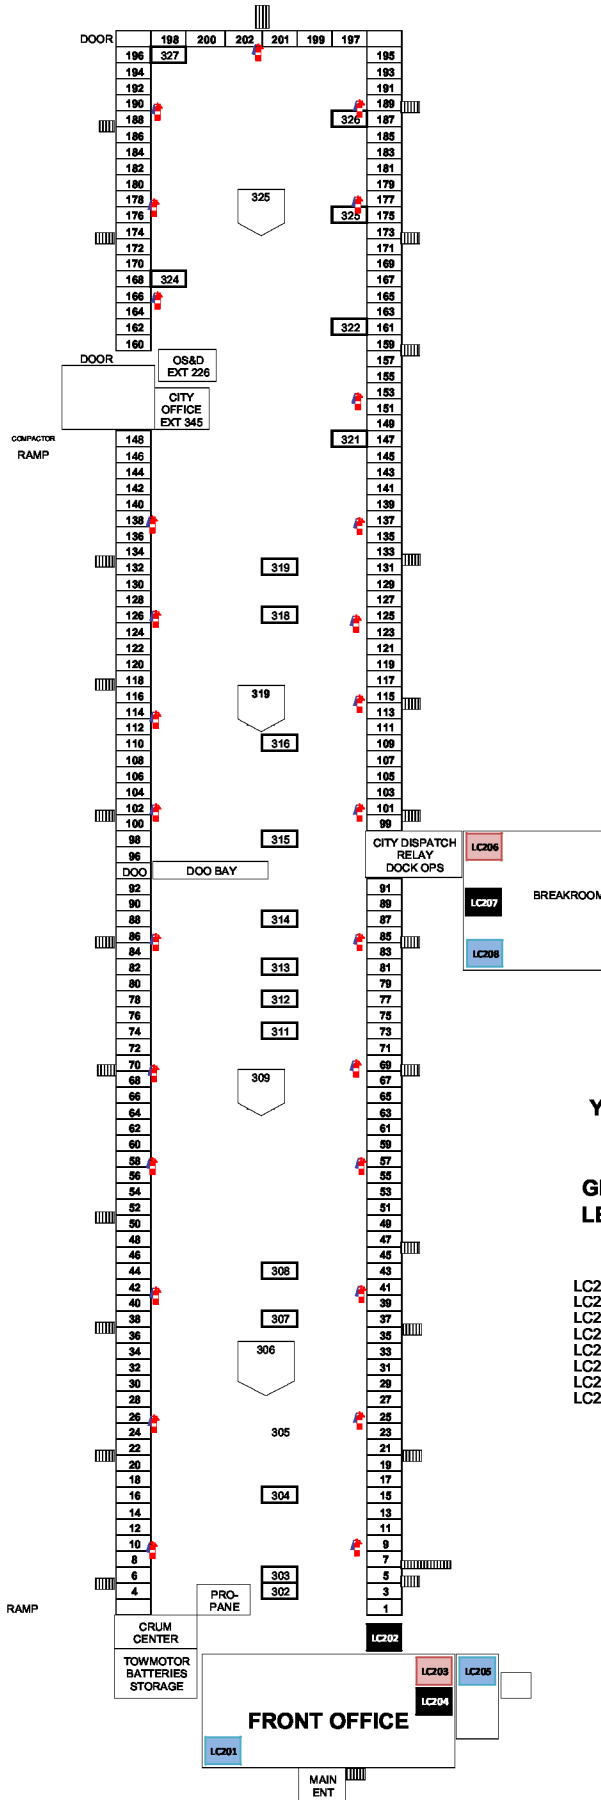 DOOR 198 200 202 201 199 197
196 327 195
194 193
192 191
190 189
188 326 187
186 185
184 183
182 181
180 179
178 325 177
176 325 175
174 173
172 171
170 169
168 324 167
166 165
164 163
162 322 161
160 159
DOOR OS&D 157
EXT 226 155
CITY 153
OFFICE 151
EXT 345 149
COMPACTOR 148 321 147
RAMP 146 145
144 143
142 141
140 139
138 137
136 135
134 133
132 319 131
130 129
128 127
126 318 125
124 123
122 121
120 119
118 117
116 319 115
114 113
112 111
110 316 109
108 107
106 105
104 103
102 101
100 99
98 315 CITY DISPATCH LC206
96 RELAY
DOO DOO BAY DOCK OPS
92 91 BREAKROOM
90 89 LC207
88 314 87
86 85
84 83 LC208
82 313 81
80 79
78 312 77
76 75
74 311 73
72 71
70 69
68 309 67
66 65
64 63
Y
62 61
60 59
58 57
56 55
54 53
GI
52 51
LE
50 49
48 47
46 45
44 308 43
42 41 LC2
40 39 LC2
38 307 37 LC2
36 35 LC2
34 306 33 LC2
32 31 LC2
30 29 LC2
28 27 LC2
26 25
24 305 23
22 21
20 19
18 17
16 304 15
14 13
12 11
10 9
8 7
6 303 5
4 PRO- 302 3
RAMP PANE 1
CRUM
CENTER LC202
TOWMOTOR
BATTERIES LC203 LC205
STORAGE
LC204
FRONT OFFICE
LC201
MAIN
ENT